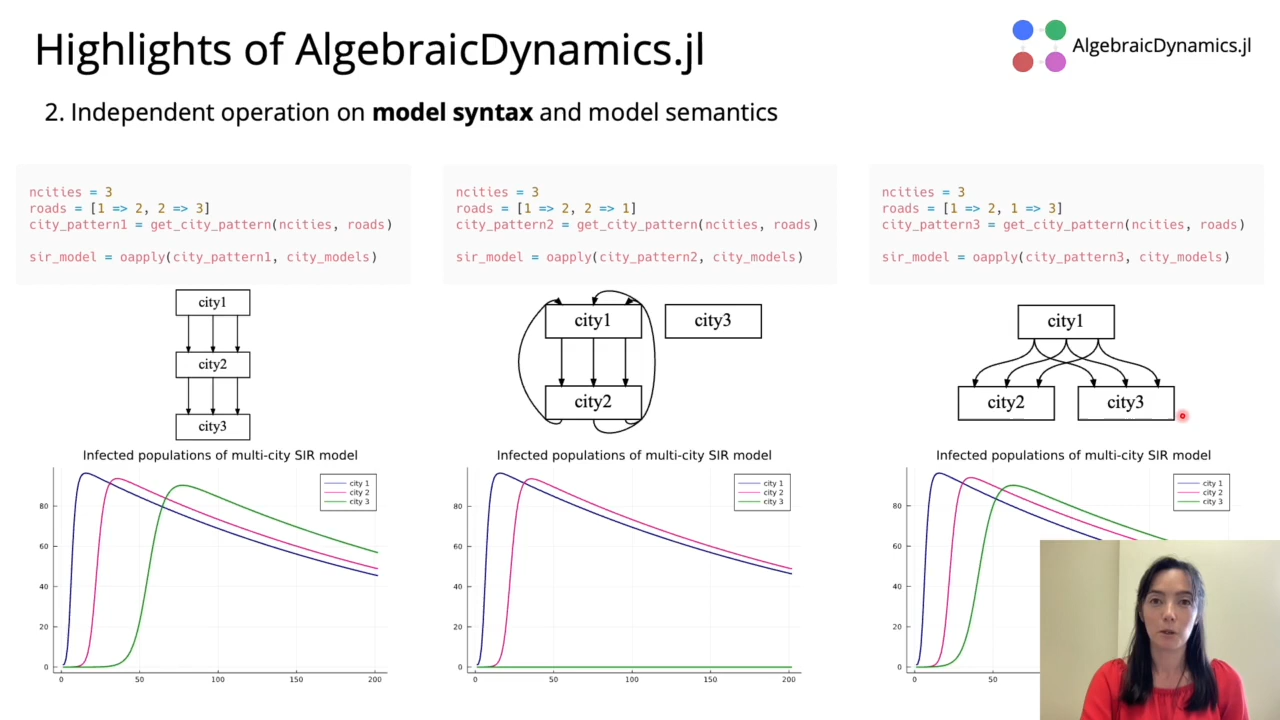 Highlights of AlgebraicDynamics.jl
AlgebraicDynamics.jl
2. Independent operation on model syntax and model semantics
ncities = 3
roads = [1 => 2, 2 => 3]
city_pattern1 = get_city_pattern(ncities, roads)
sir_model = oapply(city_pattern1, city_models)
city1
city2
city3
Infected populations of multi-city SIR model
city 1
city 2
city 3
80
60
40
20
0
0 50 100 150 200
ncities = 3
roads = [1 => 2, 2 => 1]
city_pattern2 = get_city_pattern(ncities, roads)
sir_model = oapply(city_pattern2, city_models)
city1 city3
city2
Infected populations of multi-city SIR model
city 1
city 2
city 3
80
60
40
20
0
0 50 100 150 200
ncities = 3
roads = [1 => 2, 1 => 3]
city_pattern3 = get_city_pattern(ncities, roads)
sir_model = oapply(city_pattern3, city_models)
city1
city2 city3
Infected populations of multi-city SIR model
city 1
city 2
city 3
80
60
40
20
0
0 50